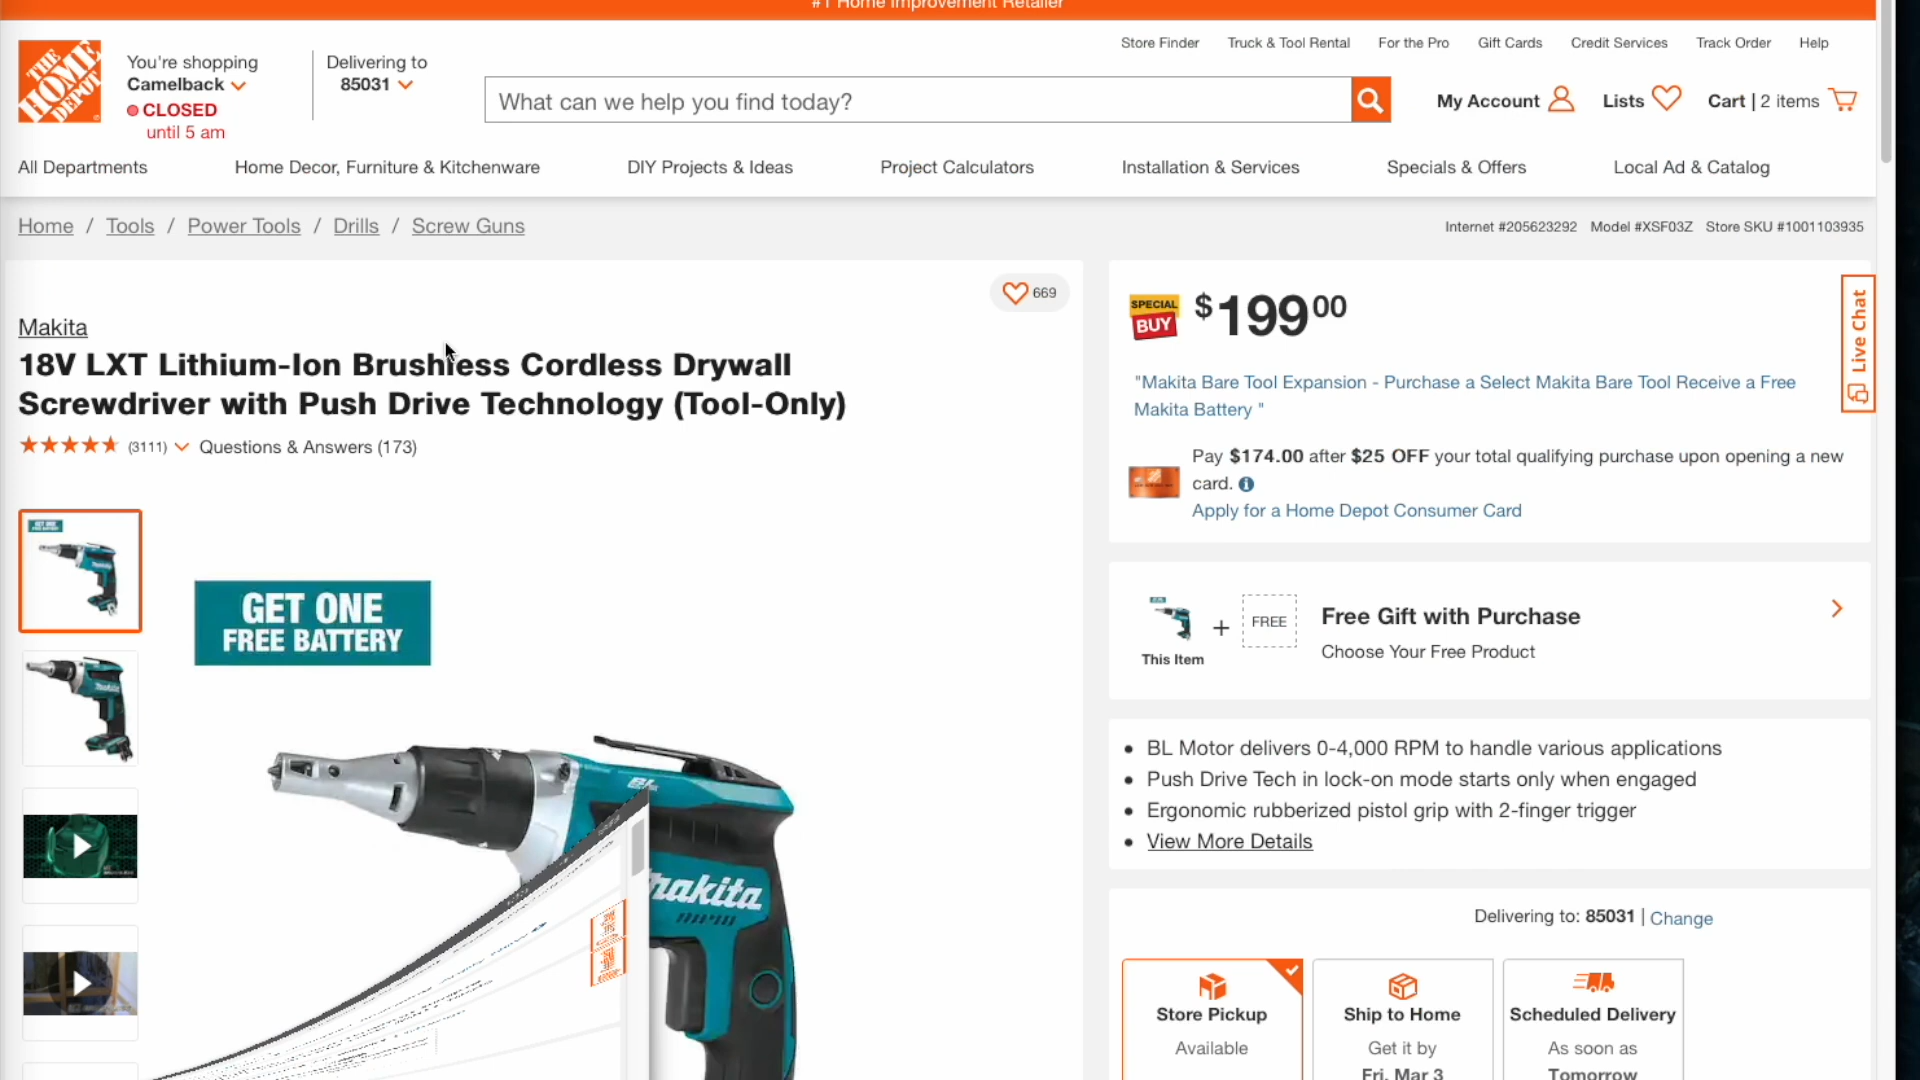 #1 Home Improvement Retailer
Store Finder Truck & Tool Rental For the Pro Gift Cards Credit Services Track Order Help
THE HOME DEPOT
You're shopping
Camelback
CLOSED
until 5 am
Delivering to
85031
What can we help you find today?
My Account Lists Cart | 2 items
All Departments Home Decor, Furniture & Kitchenware DIY Projects & Ideas Project Calculators Installation & Services Specials & Offers Local Ad & Catalog
Home / Tools / Power Tools / Drills / Screw Guns
Internet #205623292 Model #XSF03Z Store SKU #1001103935
669
Makita
18V LXT Lithium-Ion Brushless Cordless Drywall
Screwdriver with Push Drive Technology (Tool-Only)
(3111) Questions & Answers (173)
GET ONE
FREE BATTERY
makita
SPECIAL
BUY
$199.00
Live Chat
"Makita Bare Tool Expansion - Purchase a Select Makita Bare Tool Receive a Free
Makita Battery "
Pay $174.00 after $25 OFF your total qualifying purchase upon opening a new
card.
Apply for a Home Depot Consumer Card
This Item + FREE
Free Gift with Purchase
Choose Your Free Product
• BL Motor delivers 0-4,000 RPM to handle various applications
• Push Drive Tech in lock-on mode starts only when engaged
• Ergonomic rubberized pistol grip with 2-finger trigger
• View More Details
Delivering to: 85031 | Change
Store Pickup
Available
Ship to Home
Get it by
Fri, Mar 3
Scheduled Delivery
As soon as
Tomorrow